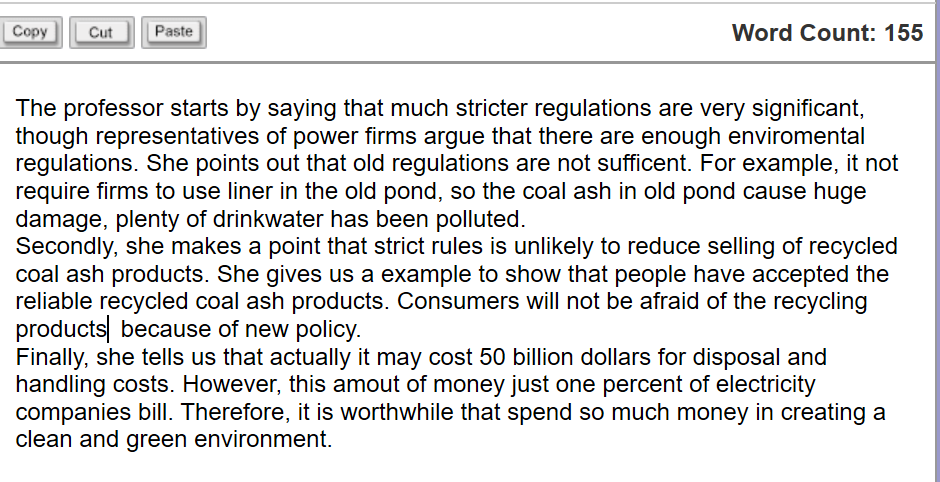 Copy Cut Paste Word Count: 155
The professor starts by saying that much stricter regulations are very significant,
though representatives of power firms argue that there are enough enviromental
regulations. She points out that old regulations are not sufficent. For example, it not
require firms to use liner in the old pond, so the coal ash in old pond cause huge
damage, plenty of drinkwater has been polluted.
Secondly, she makes a point that strict rules is unlikely to reduce selling of recycled
coal ash products. She gives us a example to show that people have accepted the
reliable recycled coal ash products. Consumers will not be afraid of the recycling
products because of new policy.
Finally, she tells us that actually it may cost 50 billion dollars for disposal and
handling costs. However, this amout of money just one percent of electricity
companies bill. Therefore, it is worthwhile that spend so much money in creating a
clean and green environment.